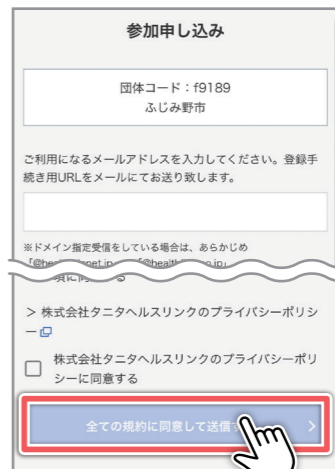 参加申し込み
団体コード：f9189
ふじみ野市
ご利用になるメールアドレスを入力してください。登録手
続き用URLをメールにてお送り致します。
※ドメイン指定受信をしている場合は、あらかじめ
> 株式会社タニタヘルスリンクのプライバシーポリシ
ー
株式会社タニタヘルスリンクのプライバシーポリ
シーに同意する
全ての規約に同意して送信